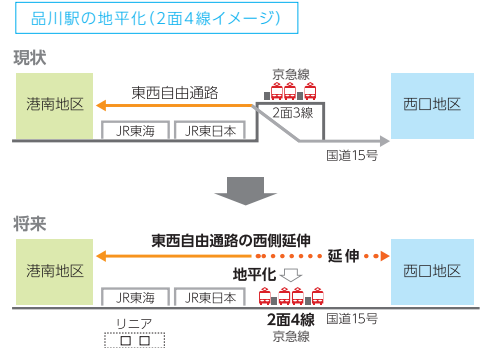 品川駅の地平化（2面4線イメージ）
現状
京急線
東西自由通路
港南地区
西口地区
2面3線
JR東海
JR東日本
国道15号
将来
東西自由通路の西側延伸
延伸
港南地区
西口地区
地平化
JR東海
JR東日本
2面4線
国道15号
リニア
京急線